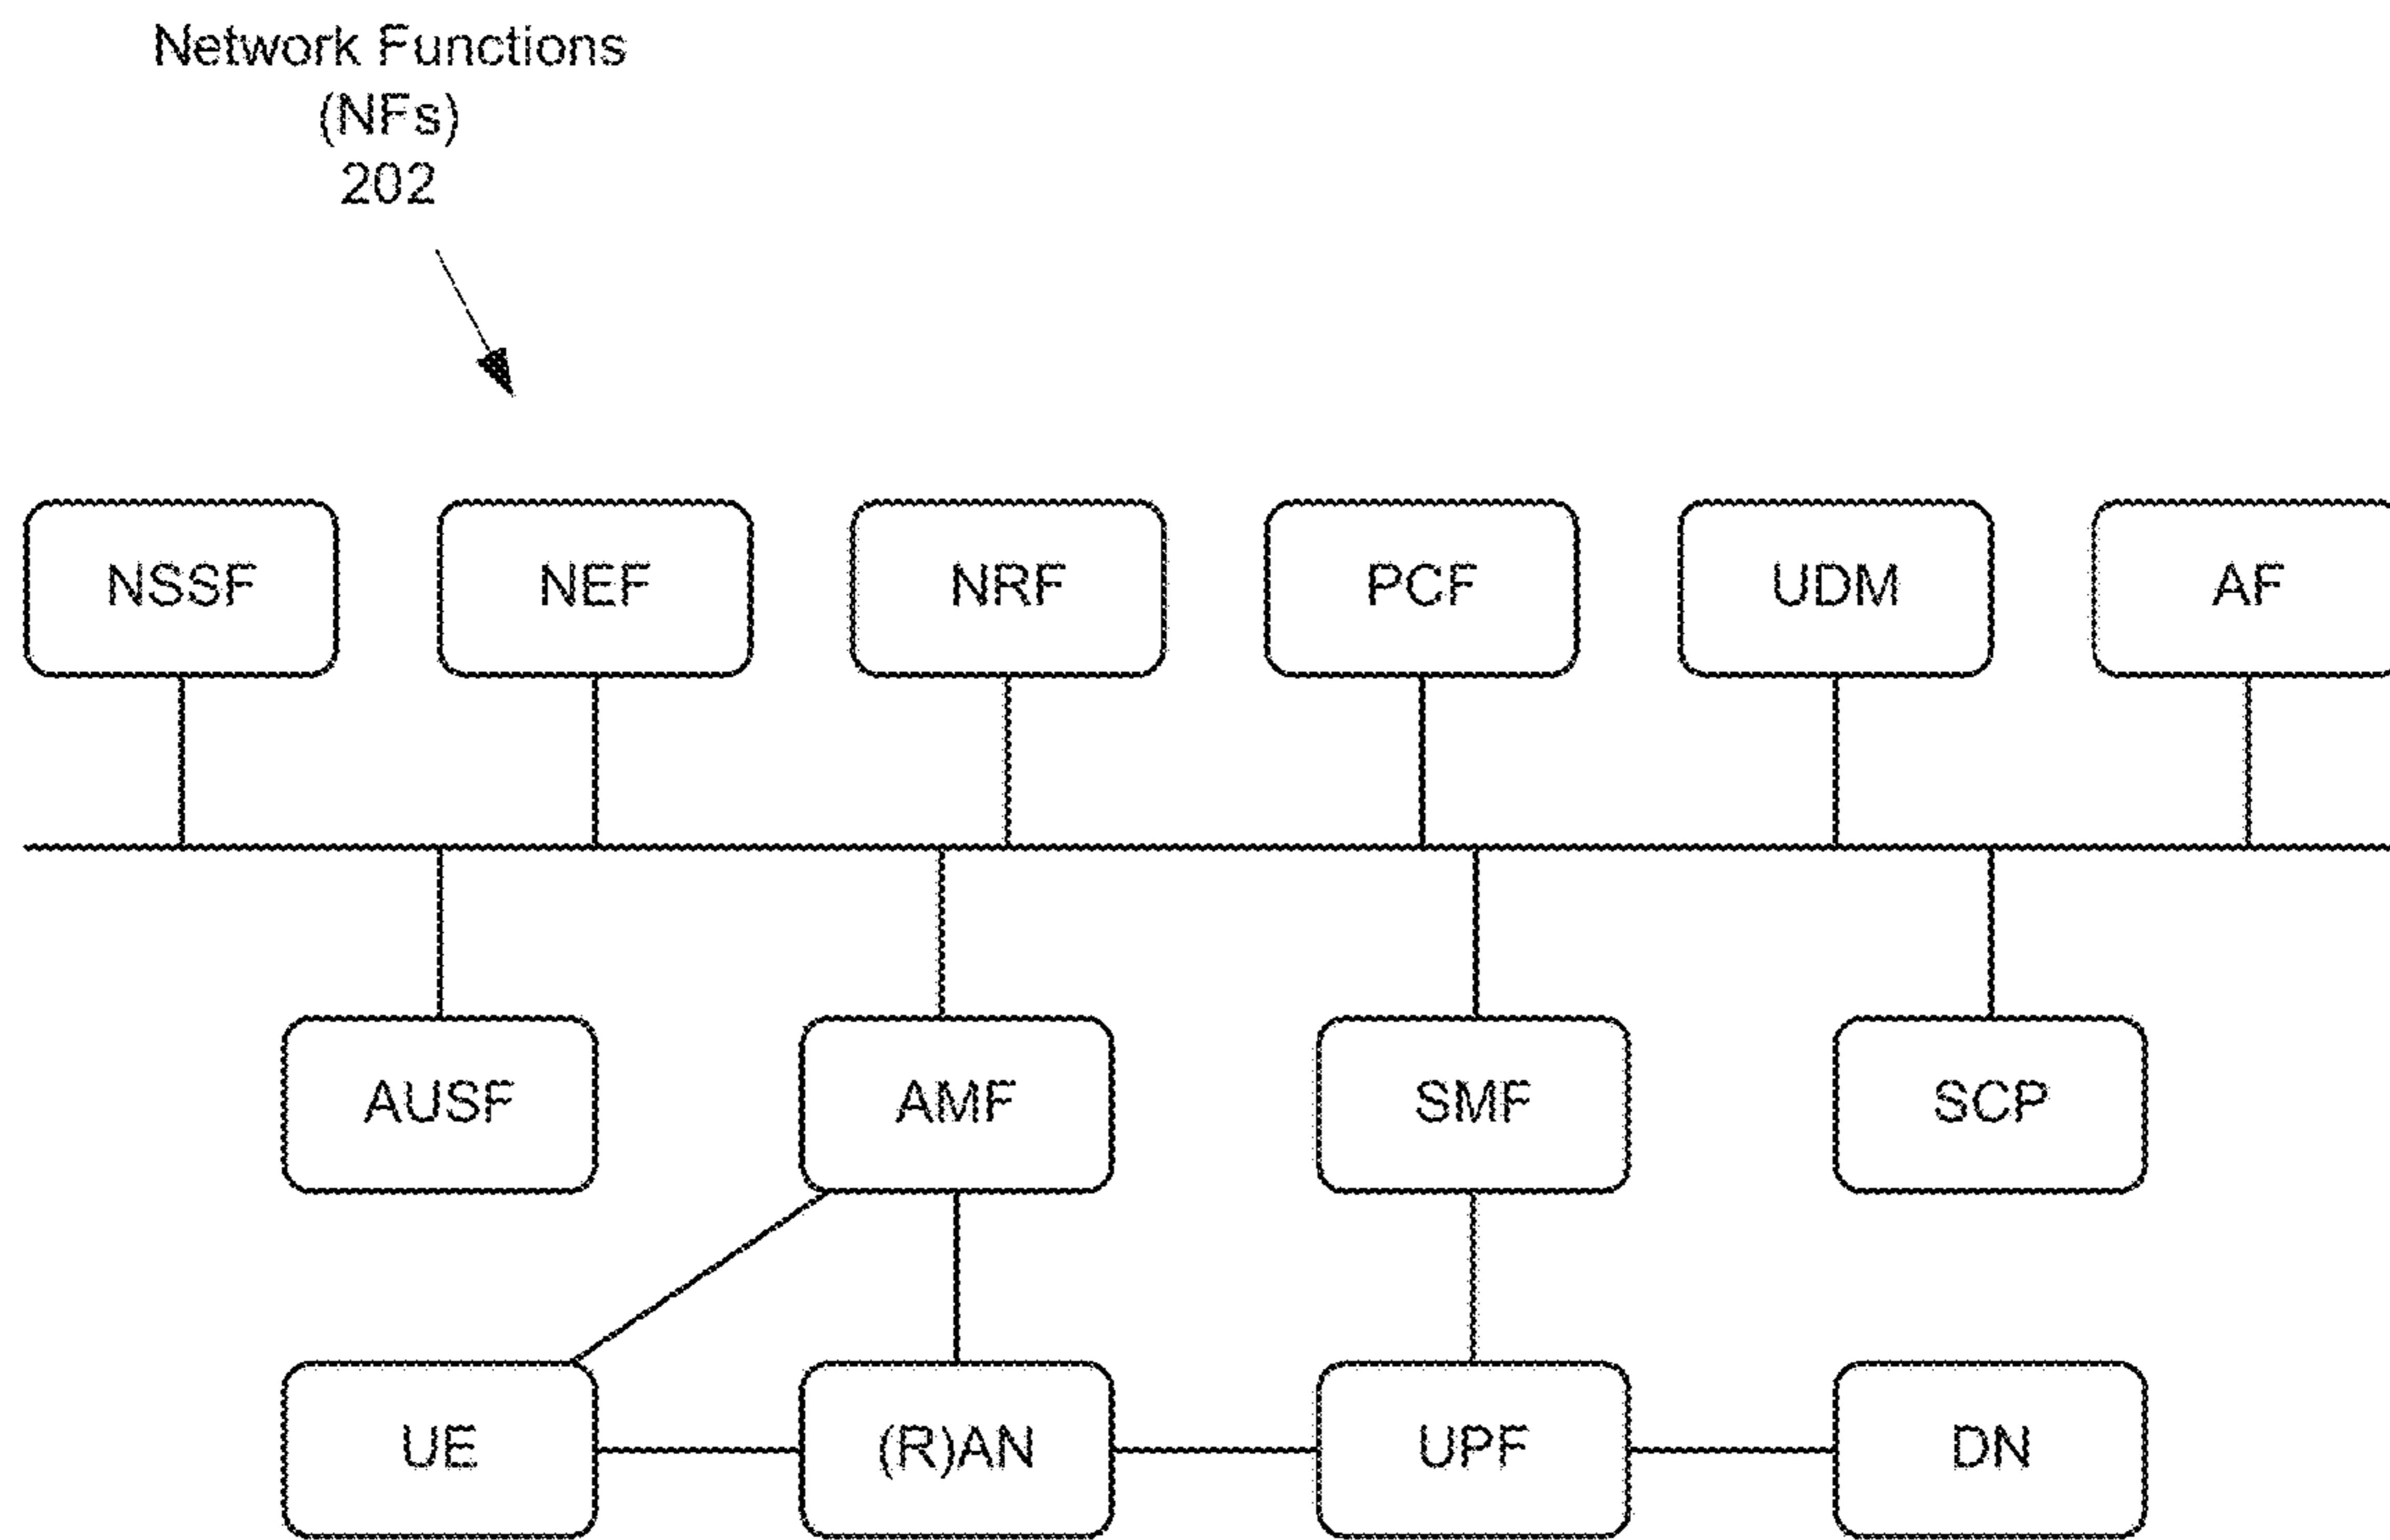 Network Functions
(NFs)
202
NSSF
NEF
NRF
PCF
UDM
AF
AUSF
AMF
SMF
SCP
UE
(R)AN
UPF
DN